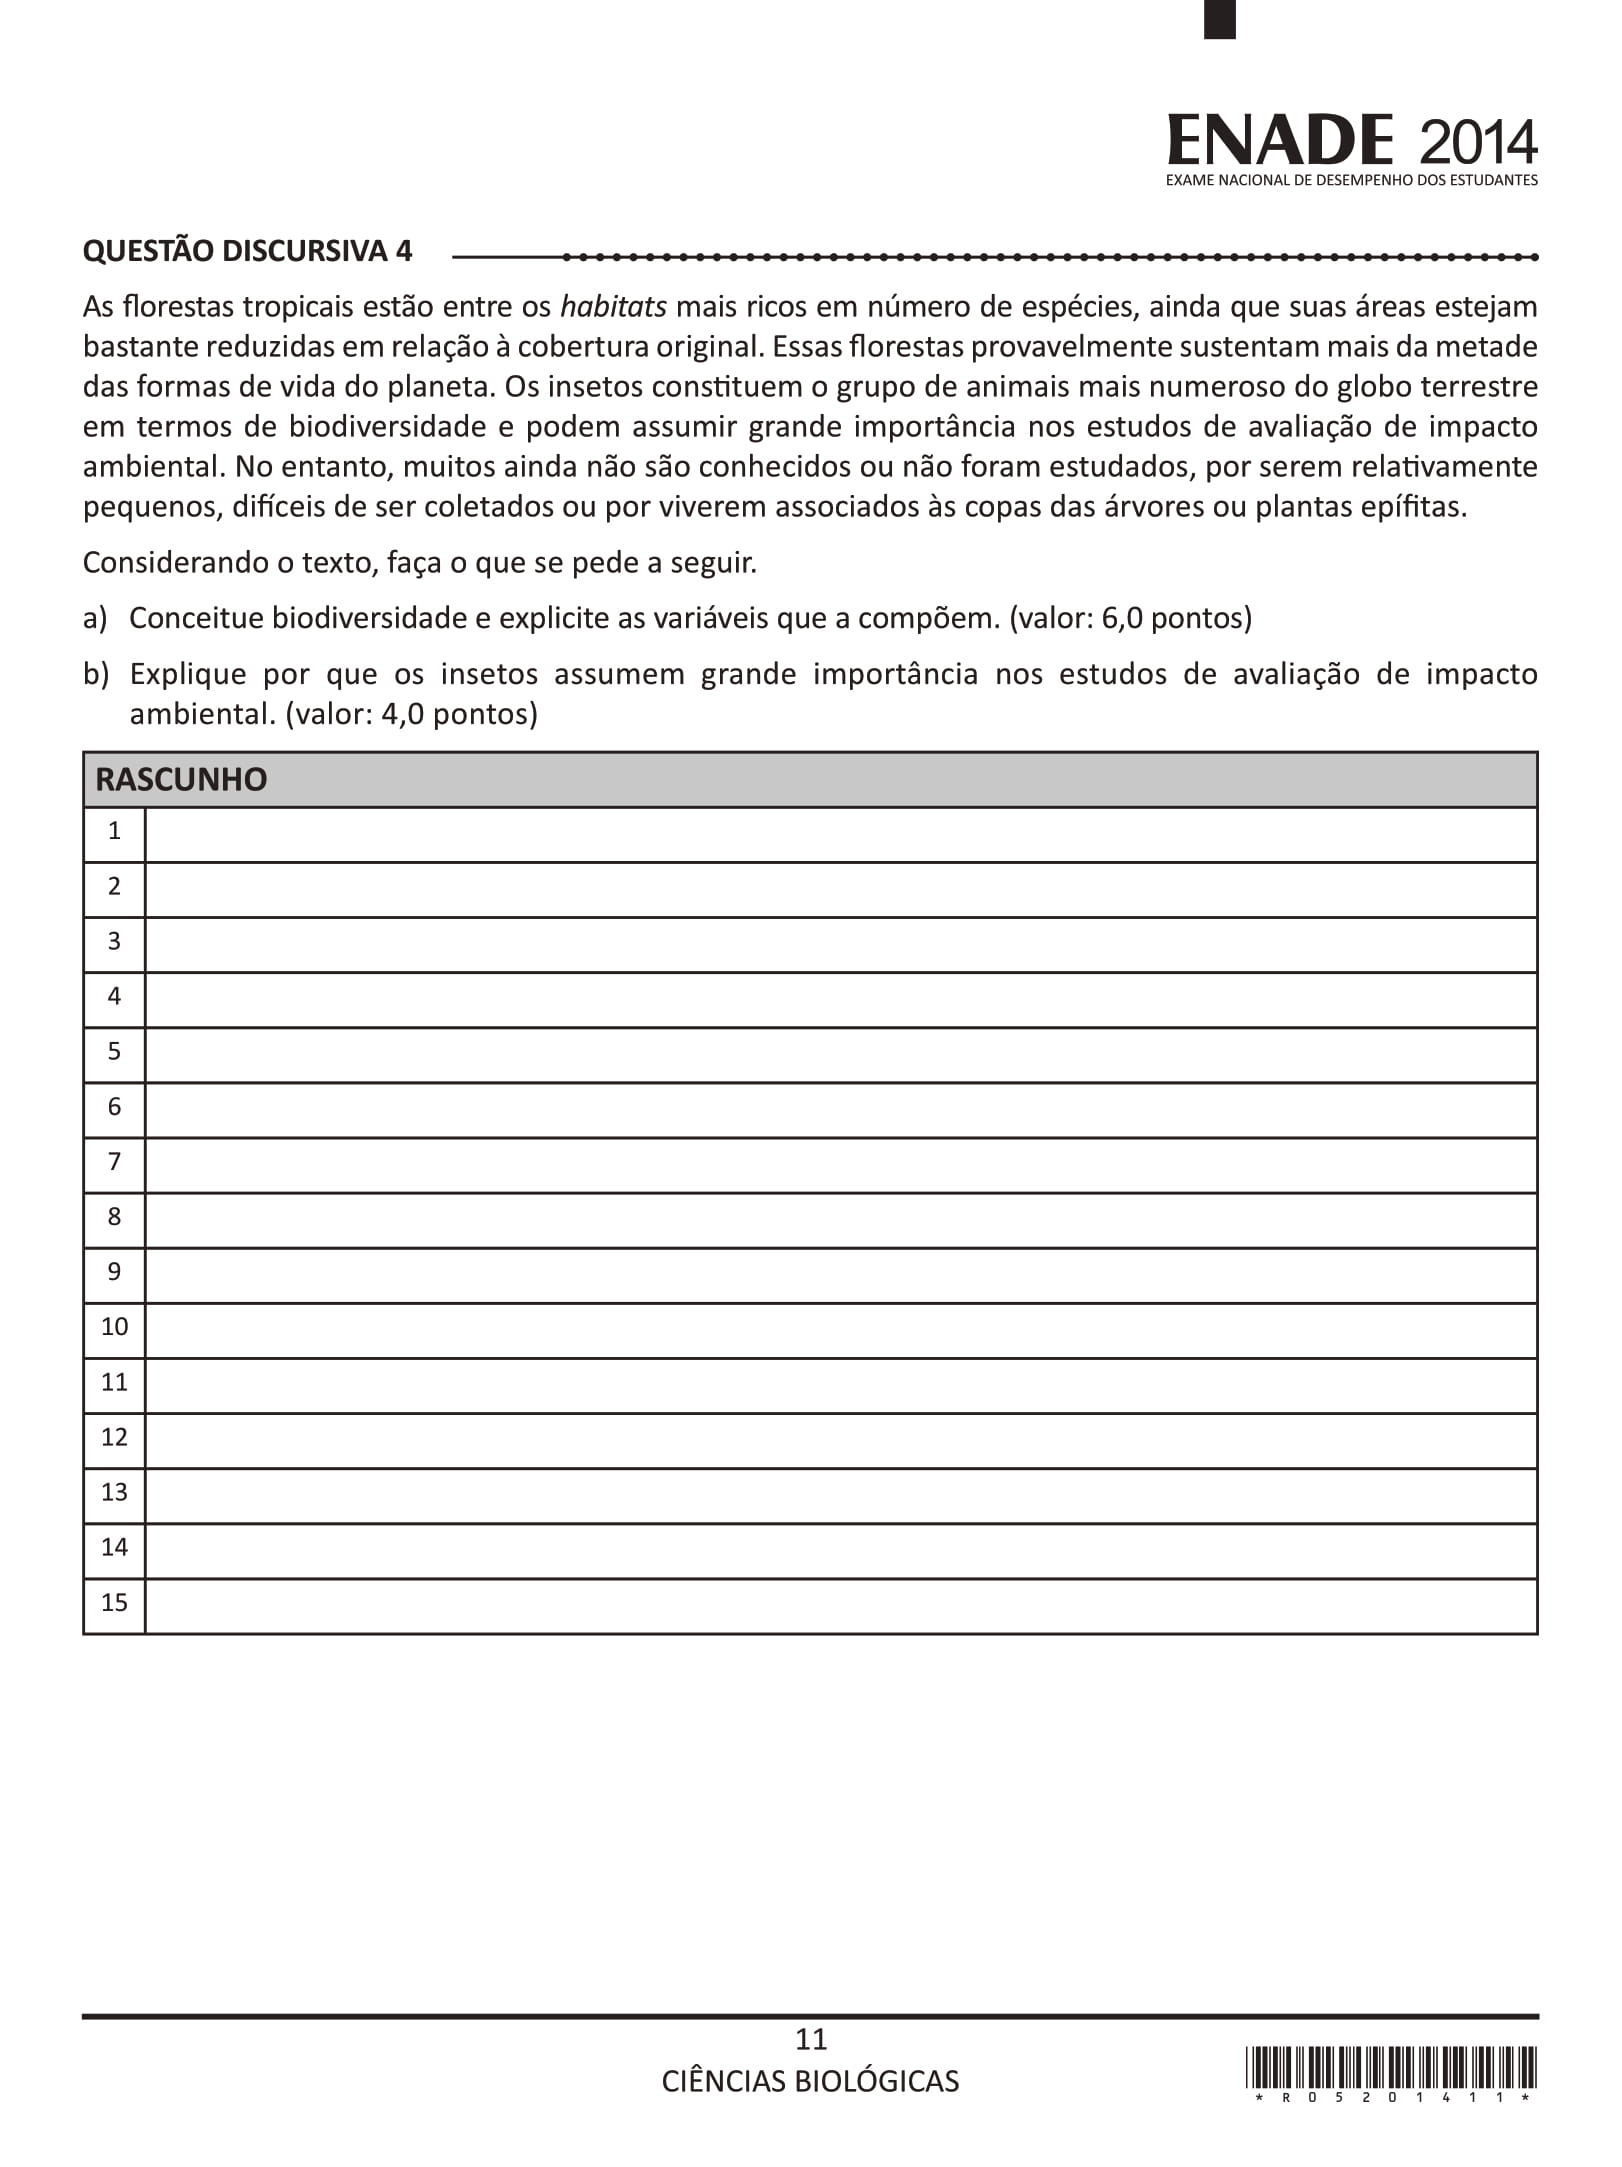 ENADE 2014
EXAME NACIONAL DE DESEMPENHO DOS ESTUDANTES
QUESTÃO DISCURSIVA 4
As florestas tropicais estão entre os habitats mais ricos em número de espécies, ainda que suas áreas estejam
bastante reduzidas em relação à cobertura original. Essas florestas provavelmente sustentam mais da metade
das formas de vida do planeta. Os insetos constituem o grupo de animais mais numeroso do globo terrestre
em termos de biodiversidade e podem assumir grande importância nos estudos de avaliação de impacto
ambiental. No entanto, muitos ainda não são conhecidos ou não foram estudados, por serem relativamente
pequenos, difíceis de ser coletados ou por viverem associados às copas das árvores ou plantas epífitas.
Considerando o texto, faça o que se pede a seguir.
a) Conceitue biodiversidade e explicite as variáveis que a compõem. (valor: 6,0 pontos)
b) Explique por que os insetos assumem grande importância nos estudos de avaliação de impacto
ambiental. (valor: 4,0 pontos)
RASCUNHO
1
2
3
4
5
6
7
8
9
10
11
12
13
14
15
11
CIÊNCIAS BIOLÓGICAS
* R 0 5 2 0 1 4 1 1 *